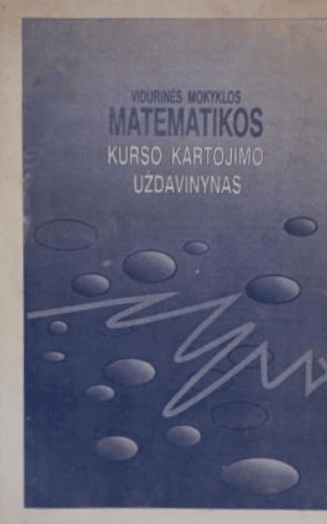 VIDURINĖS MOKYKLOS
MATEMATIKOS
KURSO KARTOJIMO
UŽDAVINYNAS